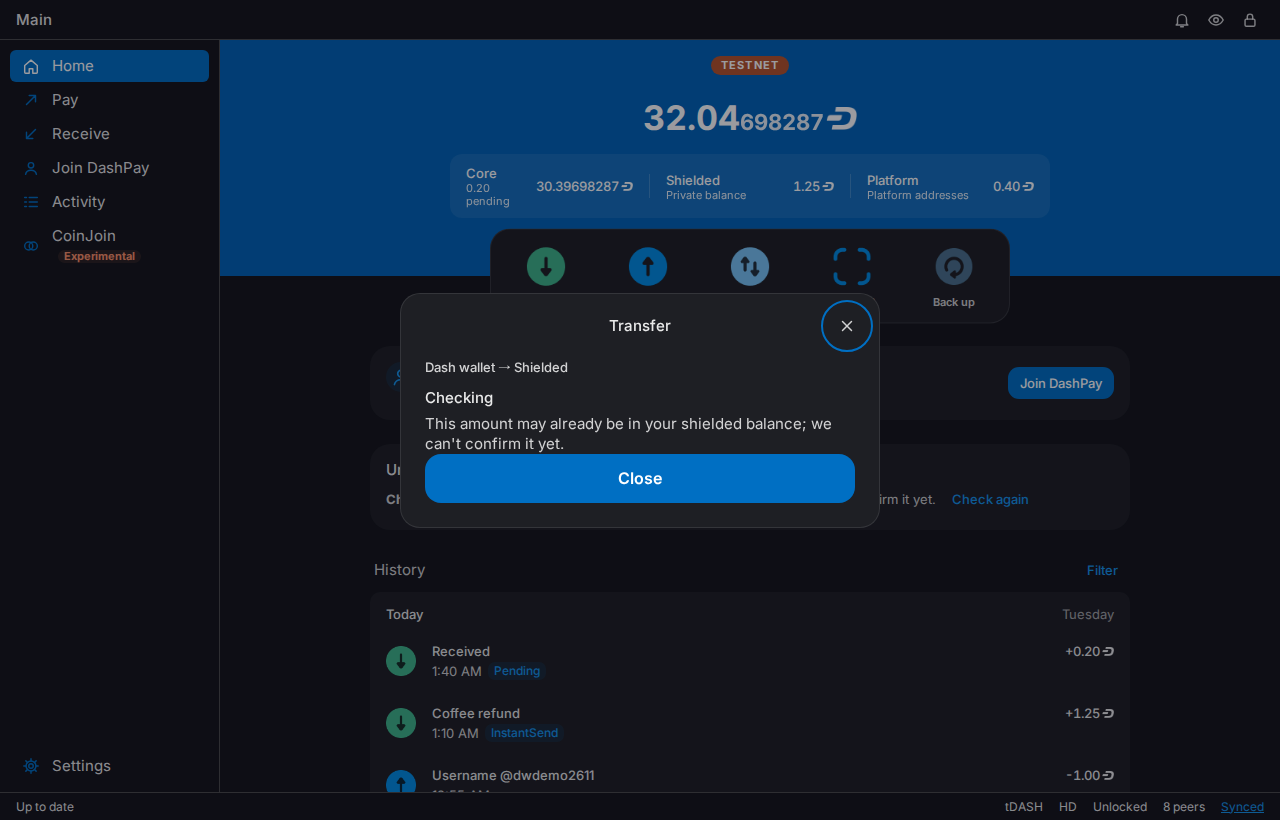 Main
Home
Pay
Receive
Join DashPay
Activity
CoinJoin
Experimental
Settings
TESTNET
32.04698287
Core
0.20
pending
30.39698287
Shielded
Private balance
1.25
Platform
Platform addresses
0.40
Back up
Transfer
Dash wallet → Shielded
Checking
This amount may already be in your shielded balance; we
can't confirm it yet.
Close
Join DashPay
irm it yet. Check again
History
Filter
Today
Tuesday
Received
+0.20
1:40 AM Pending
Coffee refund
+1.25
1:10 AM InstantSend
Username @dwdemo2611
-1.00
Up to date
tDASH HD Unlocked 8 peers Synced